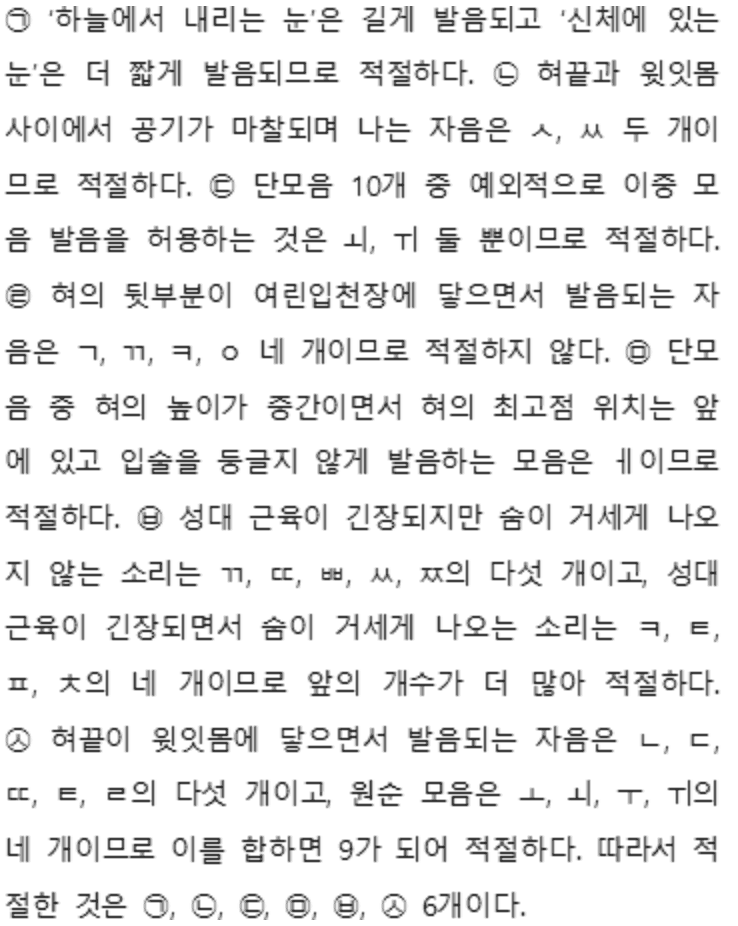 ㉠ '하늘에서 내리는 눈'은 길게 발음되고 '신체에 있는
눈'은 더 짧게 발음되므로 적절하다. ㉡ 혀끝과 윗잇몸
사이에서 공기가 마찰되며 나는 자음은 ㅅ, ㅆ 두 개이
므로 적절하다. ㉢ 단모음 10개 중 예외적으로 이중 모
음 발음을 허용하는 것은 ㅚ, ㅟ 둘 뿐이므로 적절하다.
㉣ 혀의 뒷부분이 여린입천장에 닿으면서 발음되는 자
음은 ㄱ, ㄲ, ㅋ, ㅇ 네 개이므로 적절하지 않다. ㉤ 단모
음 중 혀의 높이가 중간이면서 혀의 최고점 위치는 앞
에 있고 입술을 둥글지 않게 발음하는 모음은 ㅔ이므로
적절하다. ㉥ 성대 근육이 긴장되지만 숨이 거세게 나오
지 않는 소리는 ㄲ, ㄸ, ㅃ, ㅆ, ㅉ의 다섯 개이고, 성대
근육이 긴장되면서 숨이 거세게 나오는 소리는 ㅋ, ㅌ,
ㅍ, ㅊ의 네 개이므로 앞의 개수가 더 많아 적절하다.
㉦ 혀끝이 윗잇몸에 닿으면서 발음되는 자음은 ㄴ, ㄷ,
ㄸ, ㅌ, ㄹ의 다섯 개이고, 원순 모음은 ㅗ, ㅚ, ㅜ, ㅟ의
네 개이므로 이를 합하면 9가 되어 적절하다. 따라서 적
절한 것은 ㉠, ㉡, ㉢, ㉤, ㉥, ㉦ 6개이다.